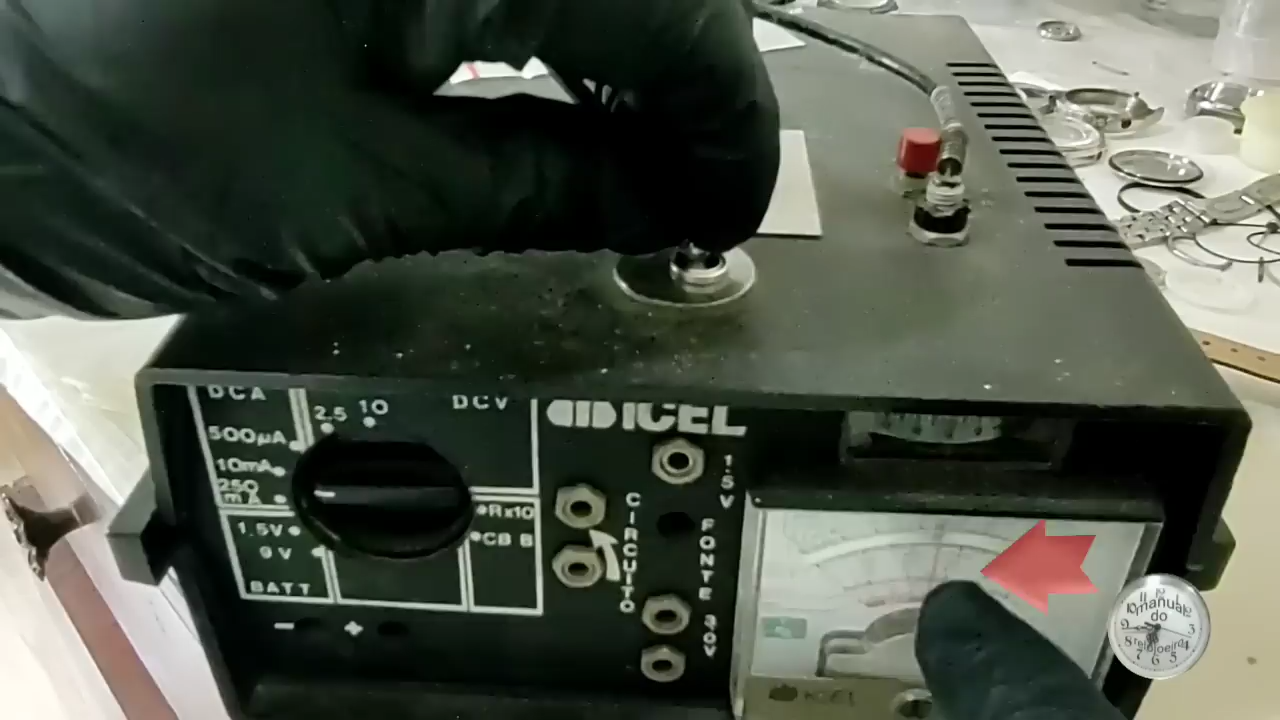 DCA
2.5 10
DCV
500µA
10mA
250
mA
1.5V
9V
BATT
Rx10
CB B
- +
ICEL
CIRCUITO
1.5V
FONTE 30V
ICEL
manual
do
relojoeiro